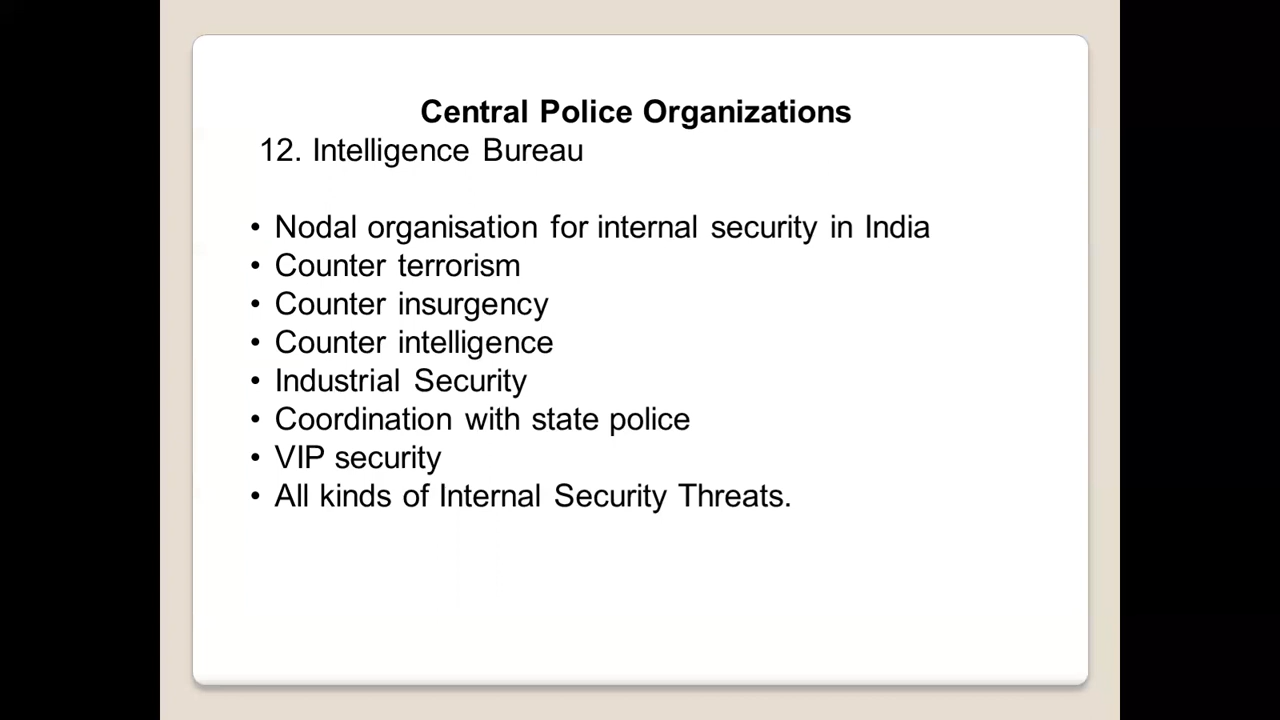 Central Police Organizations
12. Intelligence Bureau
• Nodal organisation for internal security in India
• Counter terrorism
• Counter insurgency
• Counter intelligence
• Industrial Security
• Coordination with state police
• VIP security
• All kinds of Internal Security Threats.